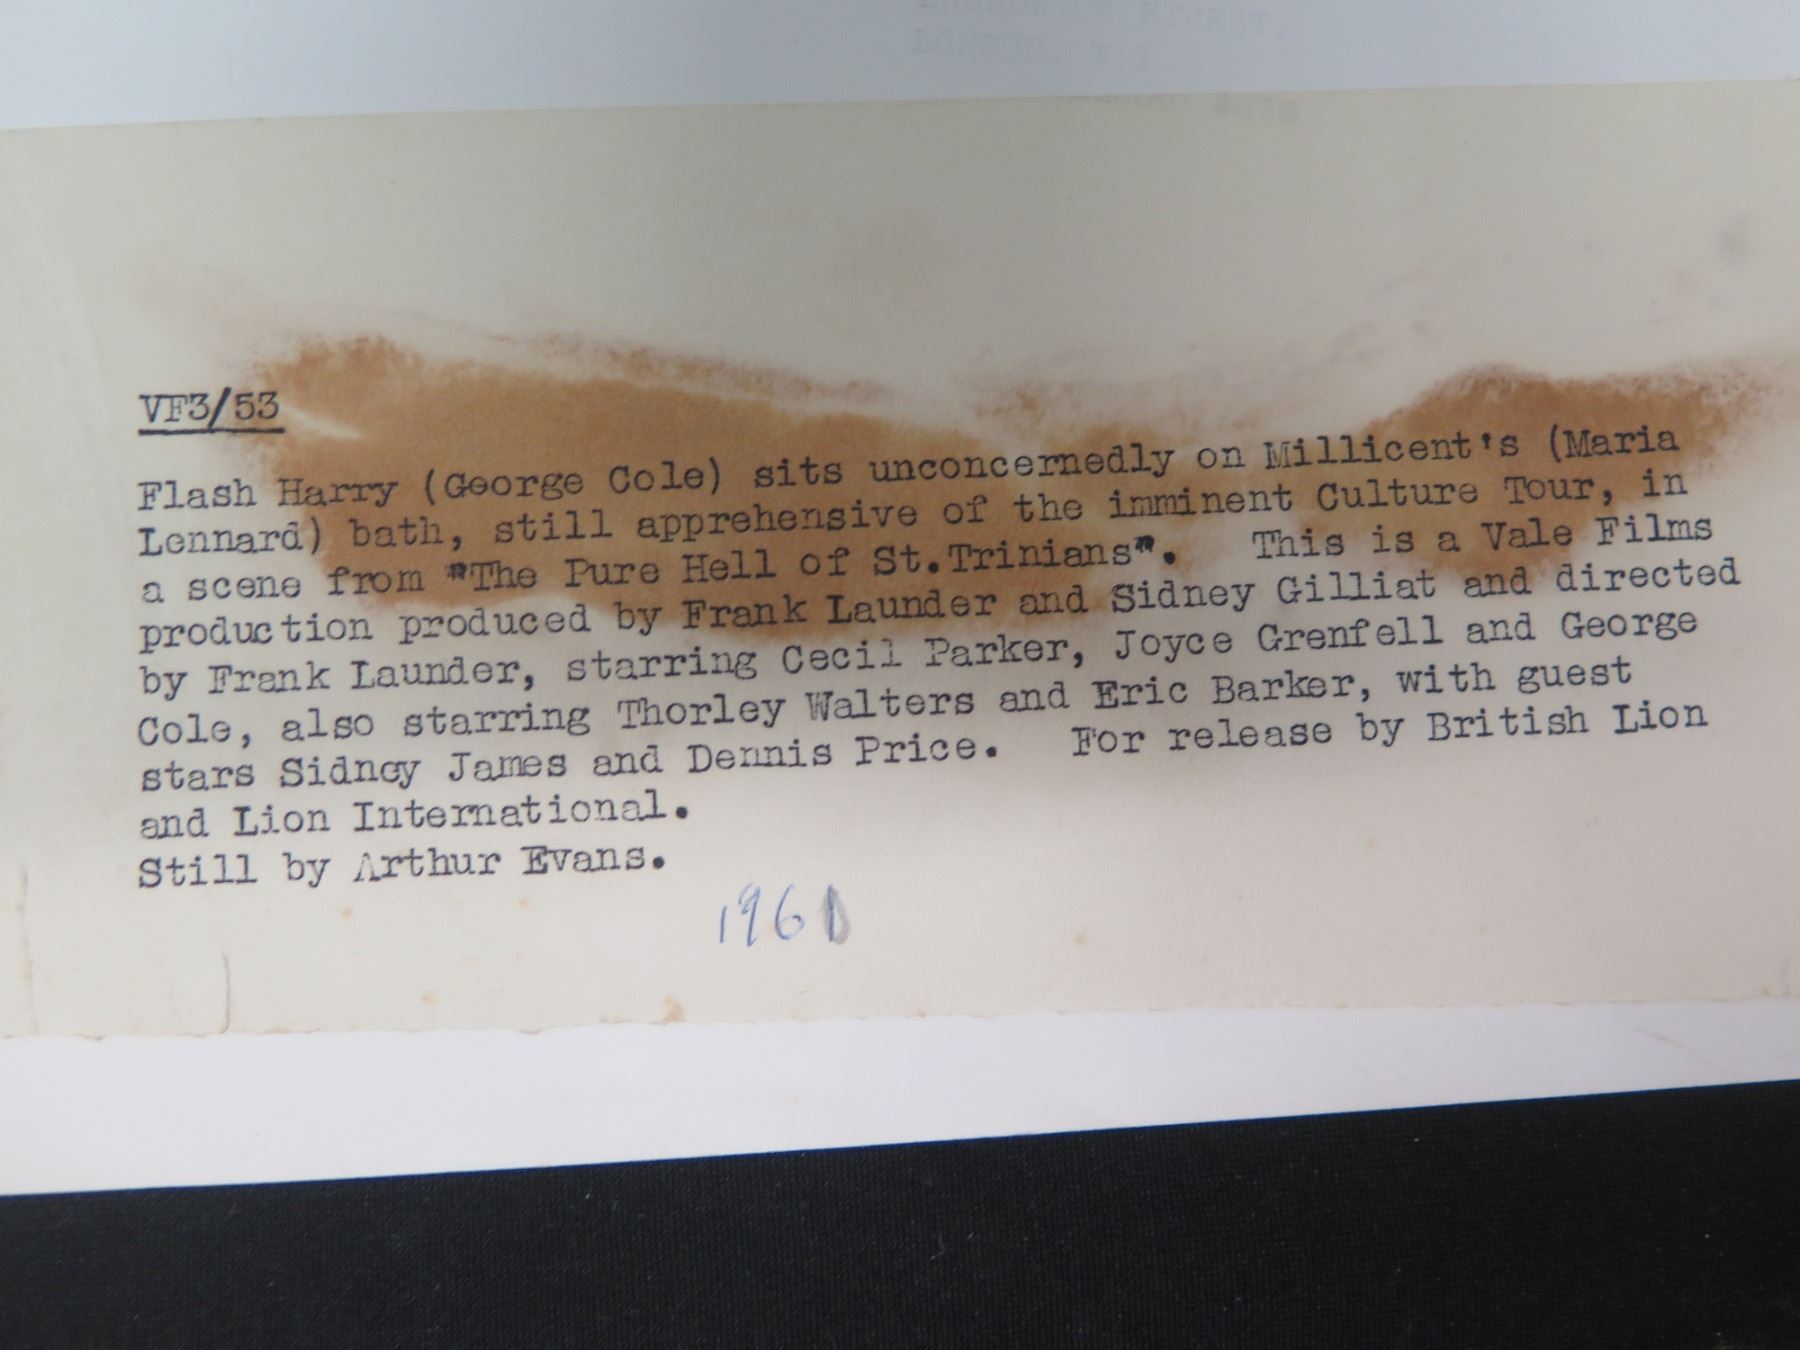 STREET,
LONDON. W.1.
VF3/53
Flash Harry (George Cole) sits unconcernedly on Millicent's (Maria
Lennard) bath, still apprehensive of the imminent Culture Tour, in
a scene from "The Pure Hell of St.Trinians". This is a Vale Films
production produced by Frank Launder and Sidney Gilliat and directed
by Frank Launder, starring Cecil Parker, Joyce Grenfell and George
Cole, also starring Thorley Walters and Eric Barker, with guest
stars Sidney James and Dennis Price. For release by British Lion
and Lion International.
Still by Arthur Evans.
1961